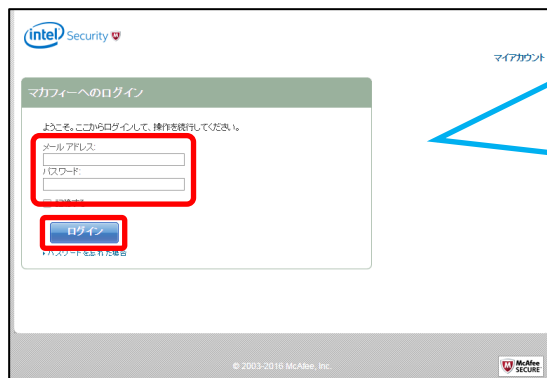 intel Security
マイアカウント
マカフィーへのログイン
ようこそ。ここからログインして、操作を続行してください。
メール アドレス:
パスワード:
記憶する
ログイン
パスワードを忘れた場合
© 2003-2016 McAfee, Inc.
McAfee
SECURE